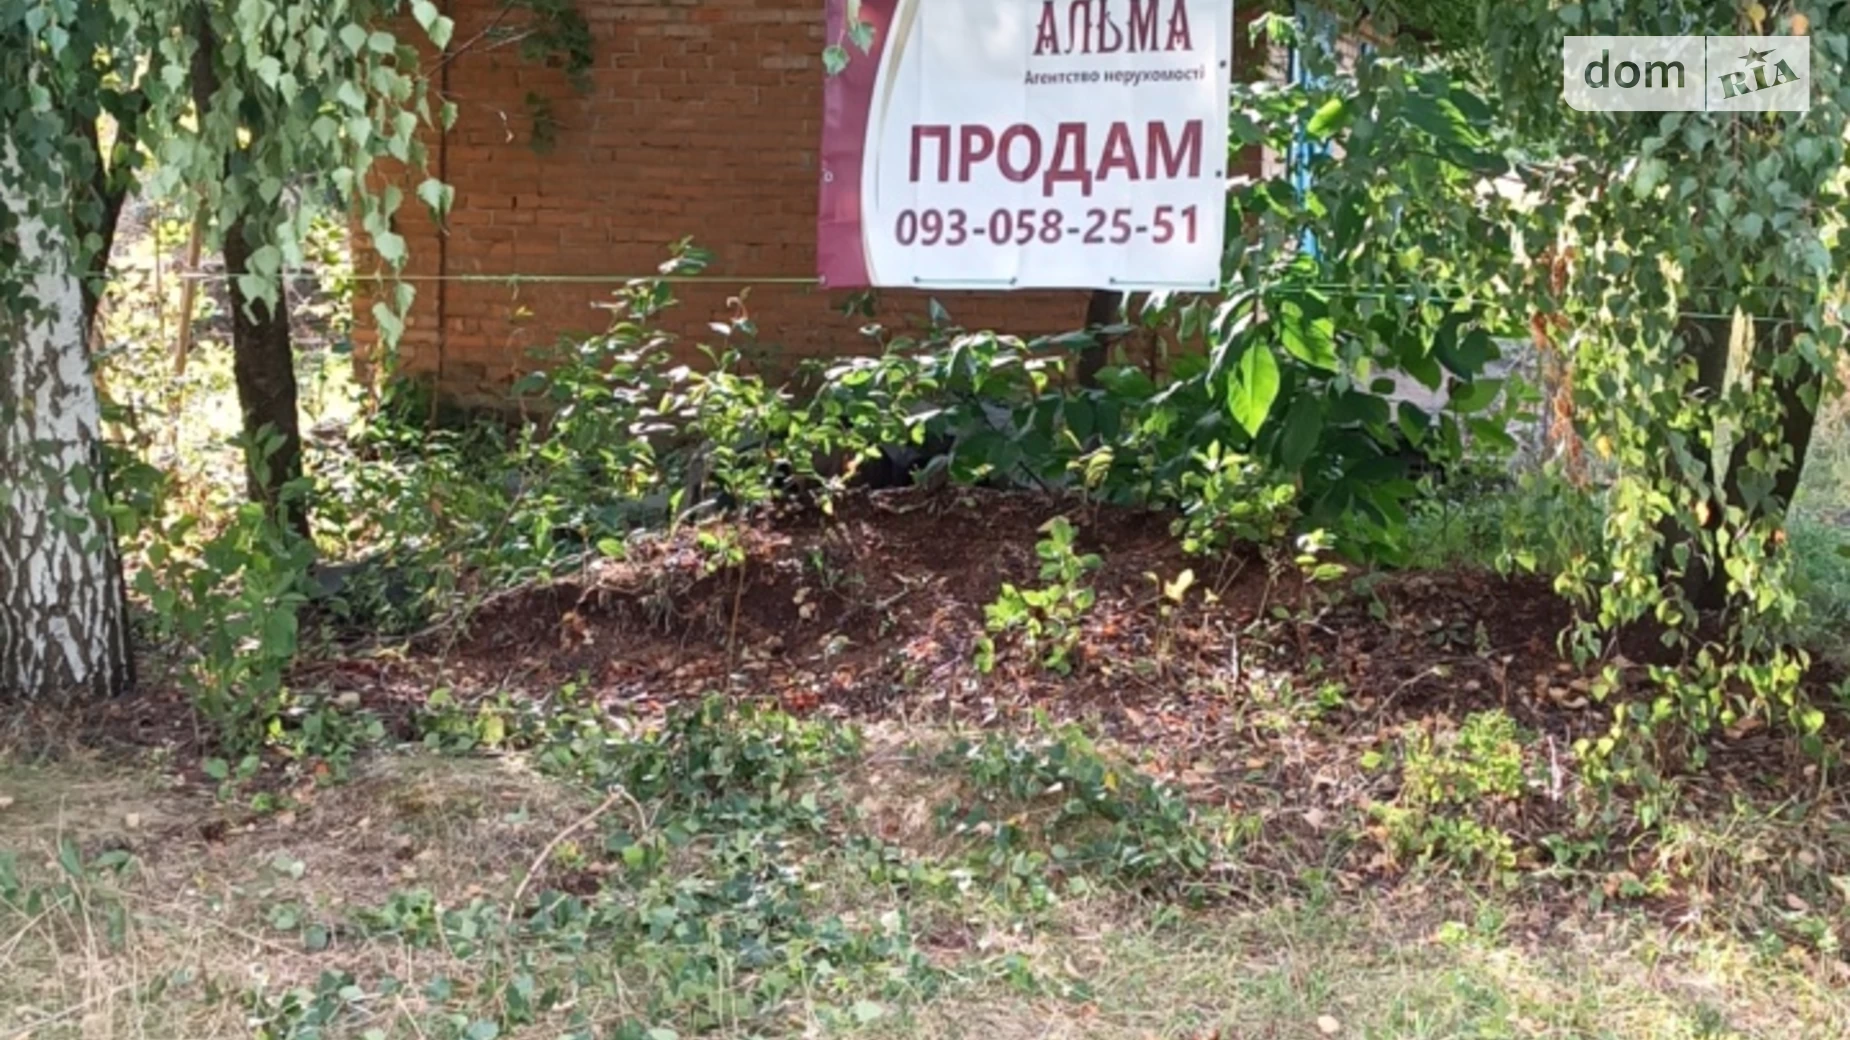 АЛЬМА
Агентство нерухомості
ПРОДАМ
093-058-25-51
dom RIA